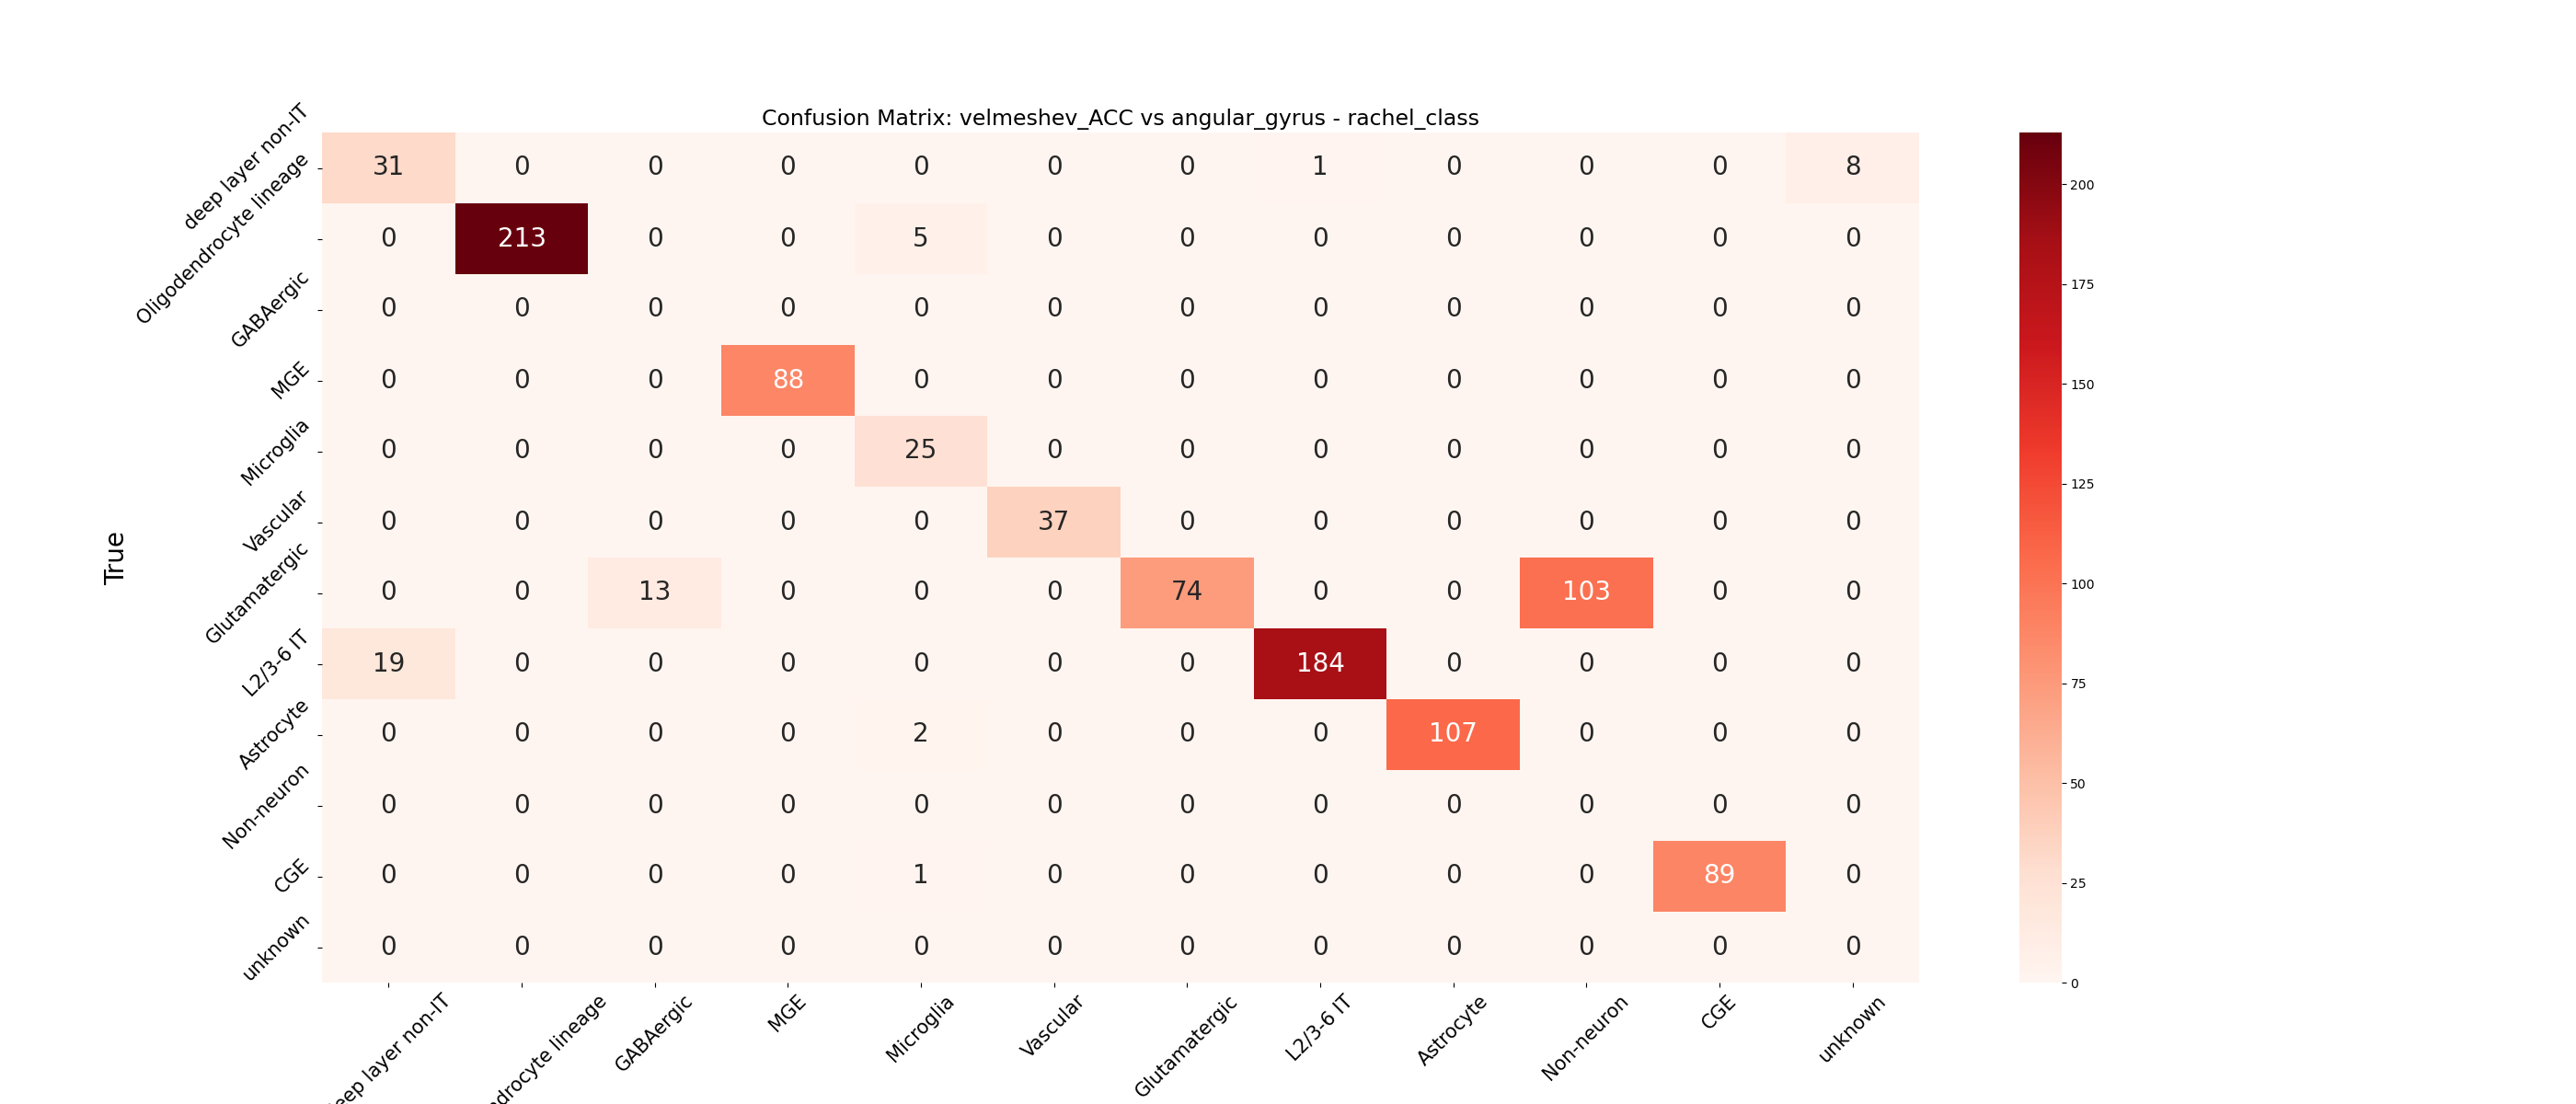 Confusion Matrix: velmeshev_ACC vs angular_gyrus - rachel_class
True
deep layer non-IT 31 0 0 0 0 0 0 1 0 0 0 8
Oligodendrocyte lineage 0 213 0 0 5 0 0 0 0 0 0 0
GABAergic 0 0 0 0 0 0 0 0 0 0 0 0
MGE 0 0 0 88 0 0 0 0 0 0 0 0
Microglia 0 0 0 0 25 0 0 0 0 0 0 0
Vascular 0 0 0 0 0 37 0 0 0 0 0 0
Glutamatergic 0 0 13 0 0 0 74 0 0 103 0 0
L2/3-6 IT 19 0 0 0 0 0 0 184 0 0 0 0
Astrocyte 0 0 0 0 2 0 0 0 107 0 0 0
Non-neuron 0 0 0 0 0 0 0 0 0 0 0 0
CGE 0 0 0 0 1 0 0 0 0 0 89 0
unknown 0 0 0 0 0 0 0 0 0 0 0 0
eep layer non-IT
ndrocyte lineage
GABAergic
MGE
Microglia
Vascular
Glutamatergic
L2/3-6 IT
Astrocyte
Non-neuron
CGE
unknown
200
175
150
125
100
75
50
25
0